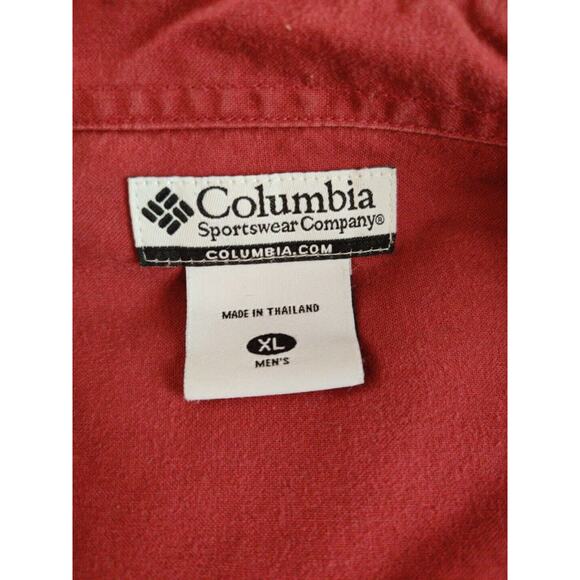 Columbia
Sportswear Company®
COLUMBIA.COM
MADE IN THAILAND
XL
MEN'S